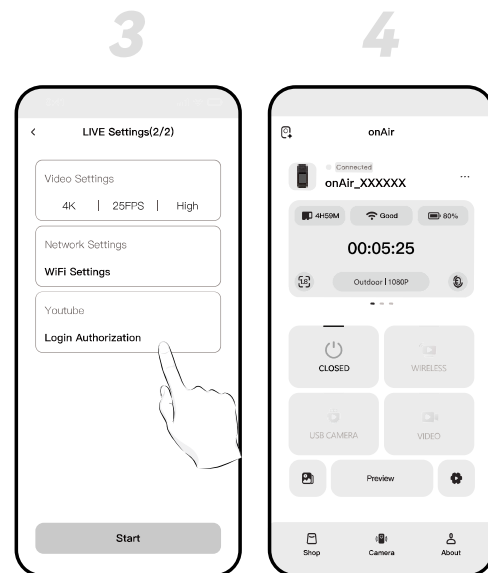 3
4
< LIVE Settings(2/2)
Video Settings
4K | 25FPS | High
Network Settings
WiFi Settings
Youtube
Login Authorization
Start
onAir
Connected
onAir_XXXXXX
...
4H59M Good 80%
00:05:25
Outdoor | 1080P
CLOSED
WIRELESS
USB CAMERA
VIDEO
Preview
Shop Camera About